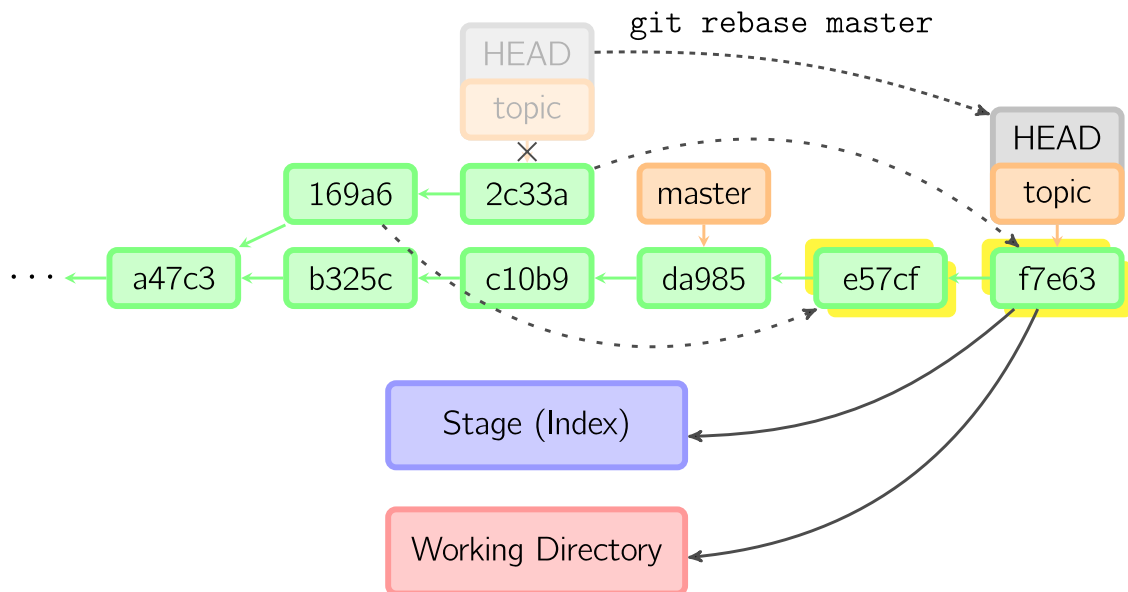 git rebase master
HEAD
topic
HEAD
topic
169a6
2c33a
master
... a47c3
b325c
c10b9
da985
e57cf
f7e63
Stage (Index)
Working Directory